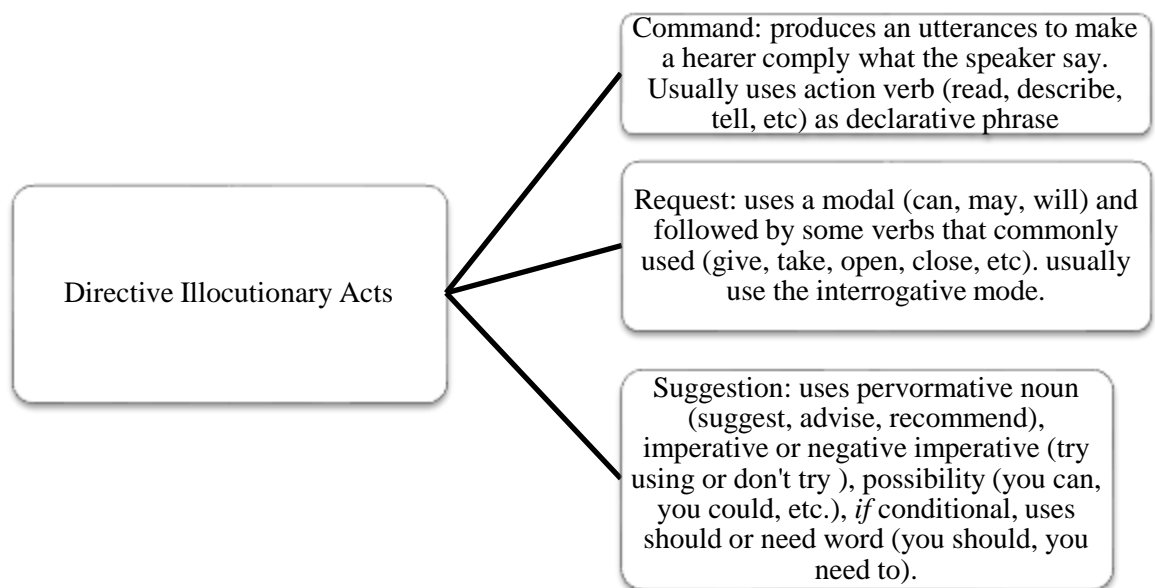 Directive Illocutionary Acts
Command: produces an utterances to make
a hearer comply what the speaker say.
Usually uses action verb (read, describe,
tell, etc) as declarative phrase
Request: uses a modal (can, may, will) and
followed by some verbs that commonly
used (give, take, open, close, etc). usually
use the interrogative mode.
Suggestion: uses pervormative noun
(suggest, advise, recommend),
imperative or negative imperative (try
using or don't try ), possibility (you can,
you could, etc.), if conditional, uses
should or need word (you should, you
need to).